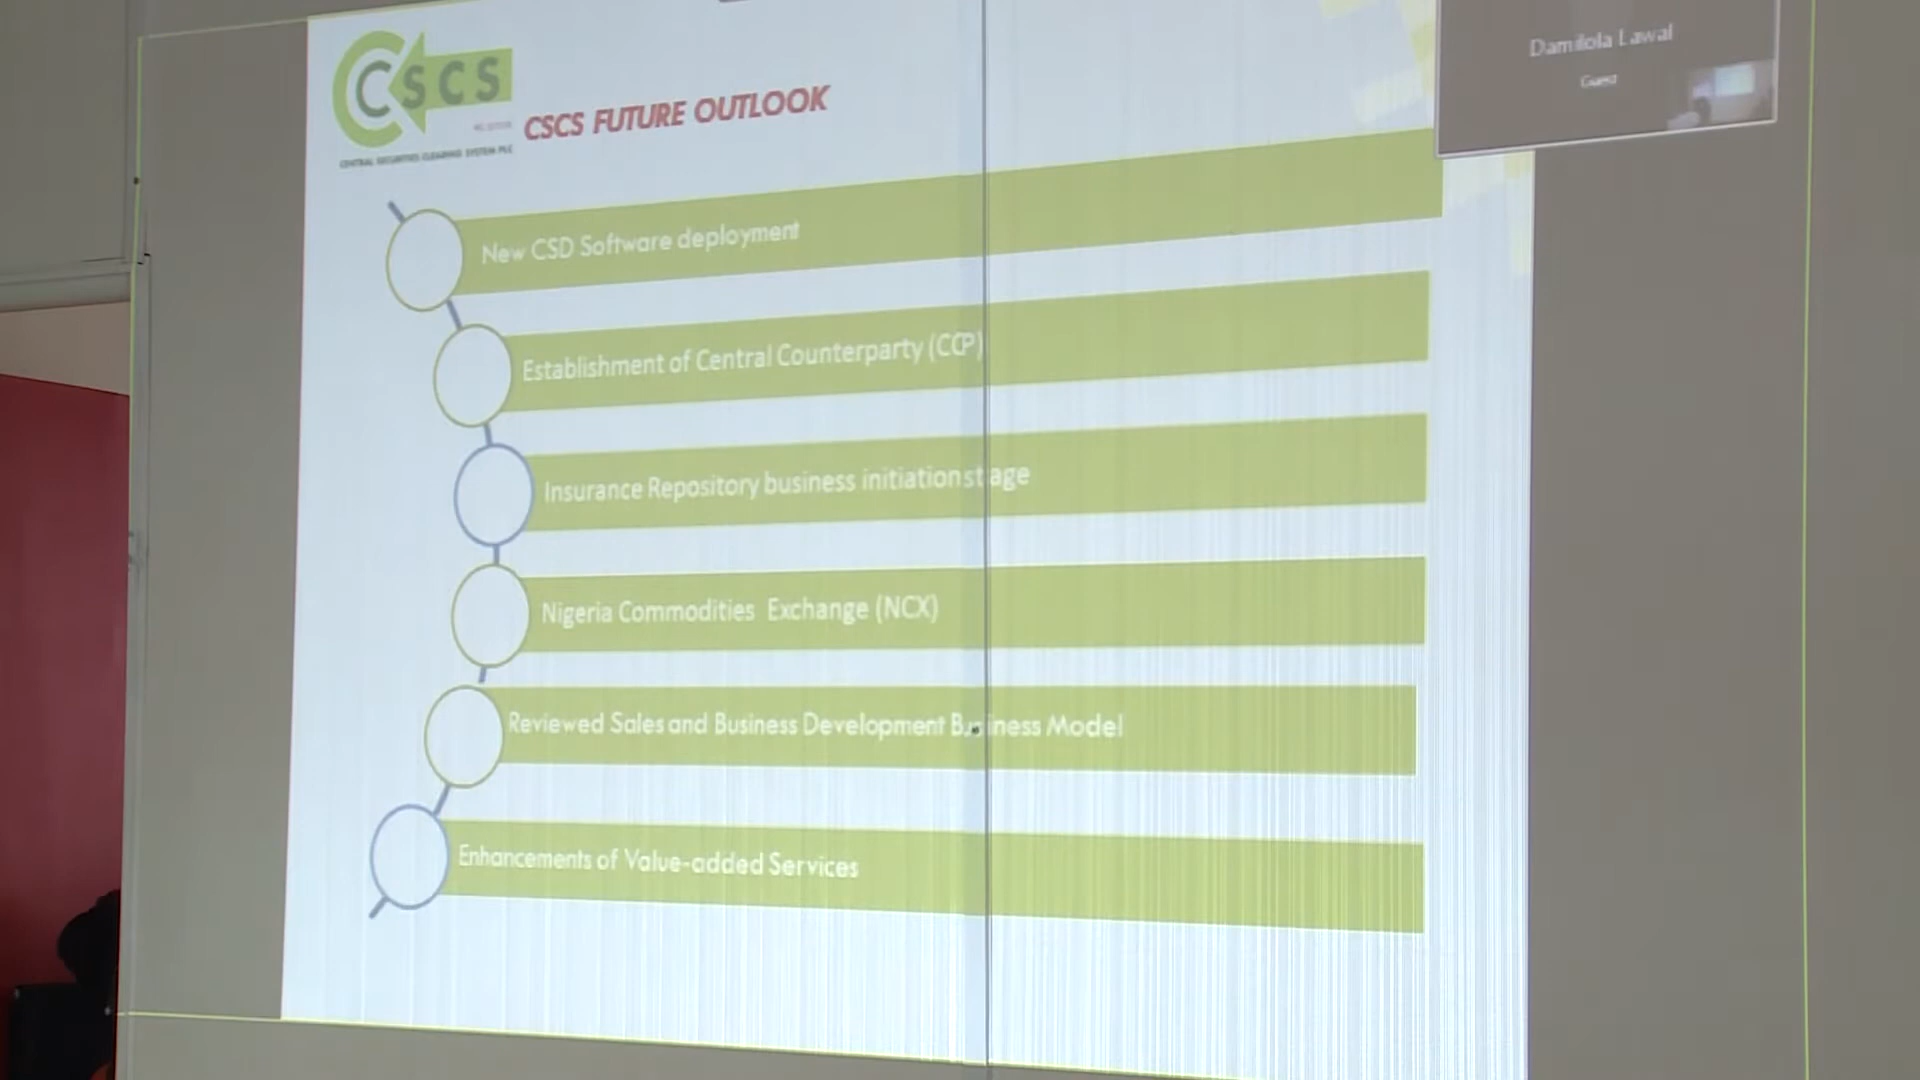 CSCS
CENTRAL SECURITIES CLEARING SYSTEM PLC
CSCS FUTURE OUTLOOK
Damilola Lawal
Guest
New CSD Software deployment
Establishment of Central Counterparty (CCP)
Insurance Repository business initiation stage
Nigeria Commodities Exchange (NCX)
Reviewed Sales and Business Development Business Model
Enhancements of Value-added Services